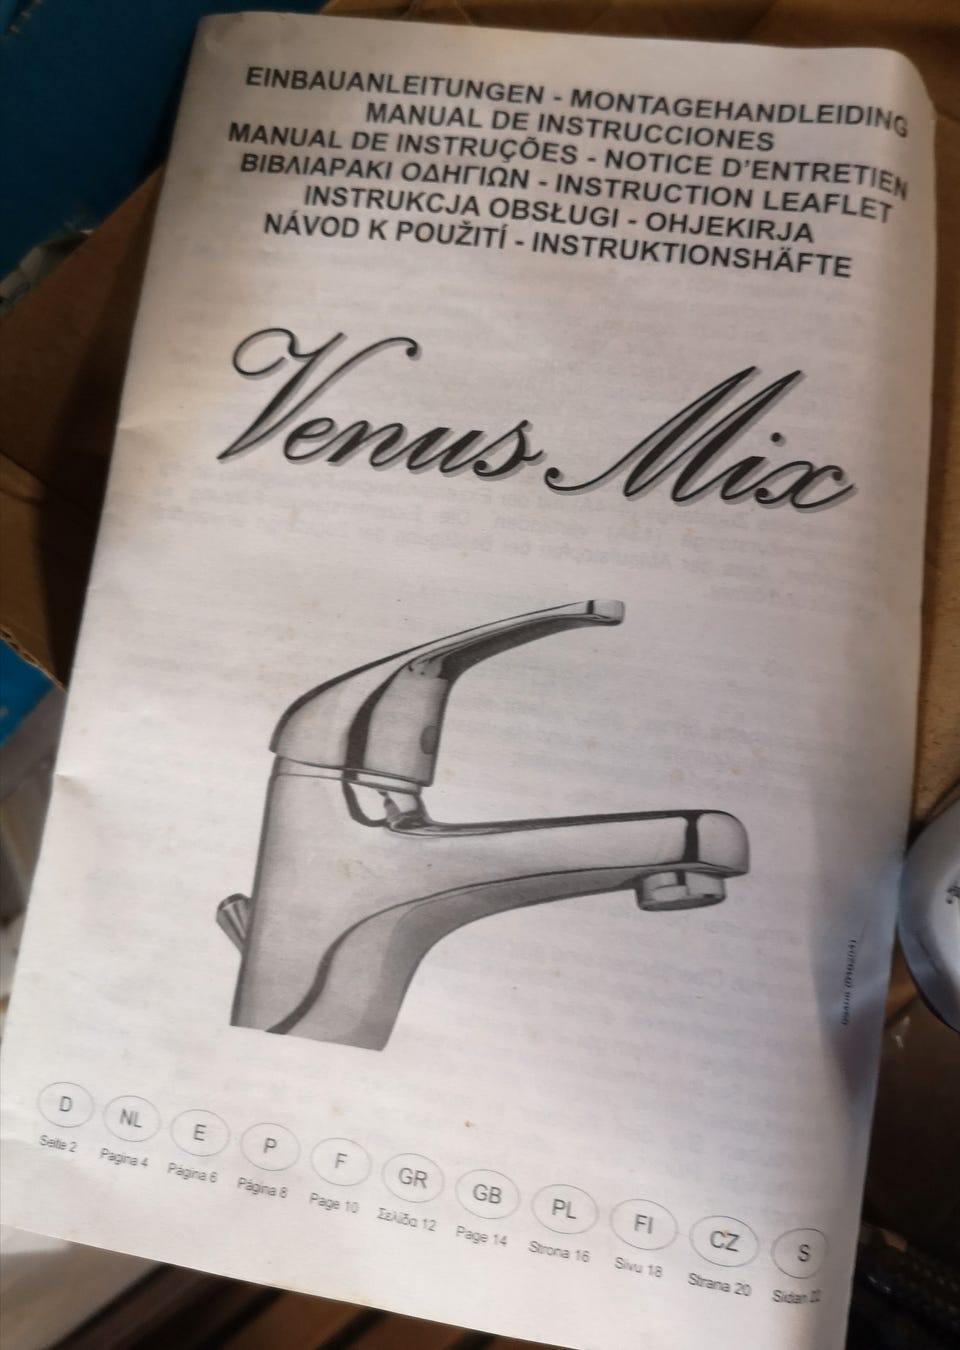 EINBAUANLEITUNGEN - MONTAGEHANDLEIDING
MANUAL DE INSTRUCCIONES
MANUAL DE INSTRUÇÕES - NOTICE D'ENTRETIEN
ΒΙΒΛΙΑΡΑΚΙ ΟΔΗΓΙΩΝ - INSTRUCTION LEAFLET
INSTRUKCJA OBSŁUGI - OHJEKIRJA
NÁVOD K POUŽITÍ - INSTRUKTIONSHÄFTE
Venus Mix
D NL E P F GR GB PL FI CZ S
Seite 2 Pagina 4 Página 6 Página 8 Page 10 Σελίδα 12 Page 14 Strona 16 Sivu 18 Strana 20 Sidan